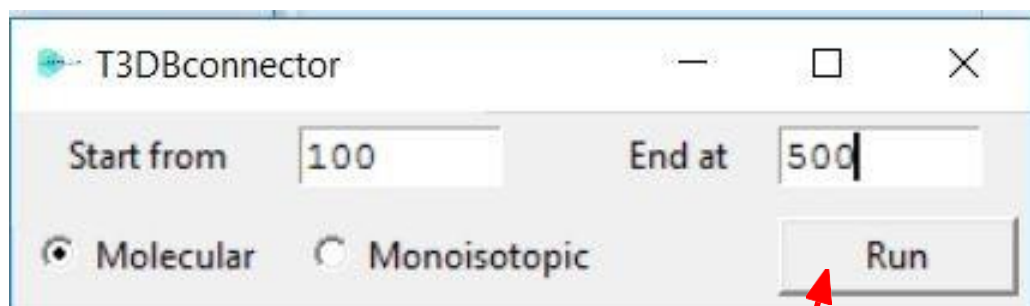 T3DBconnector
Start from 100 End at 500
Molecular Monoisotopic Run